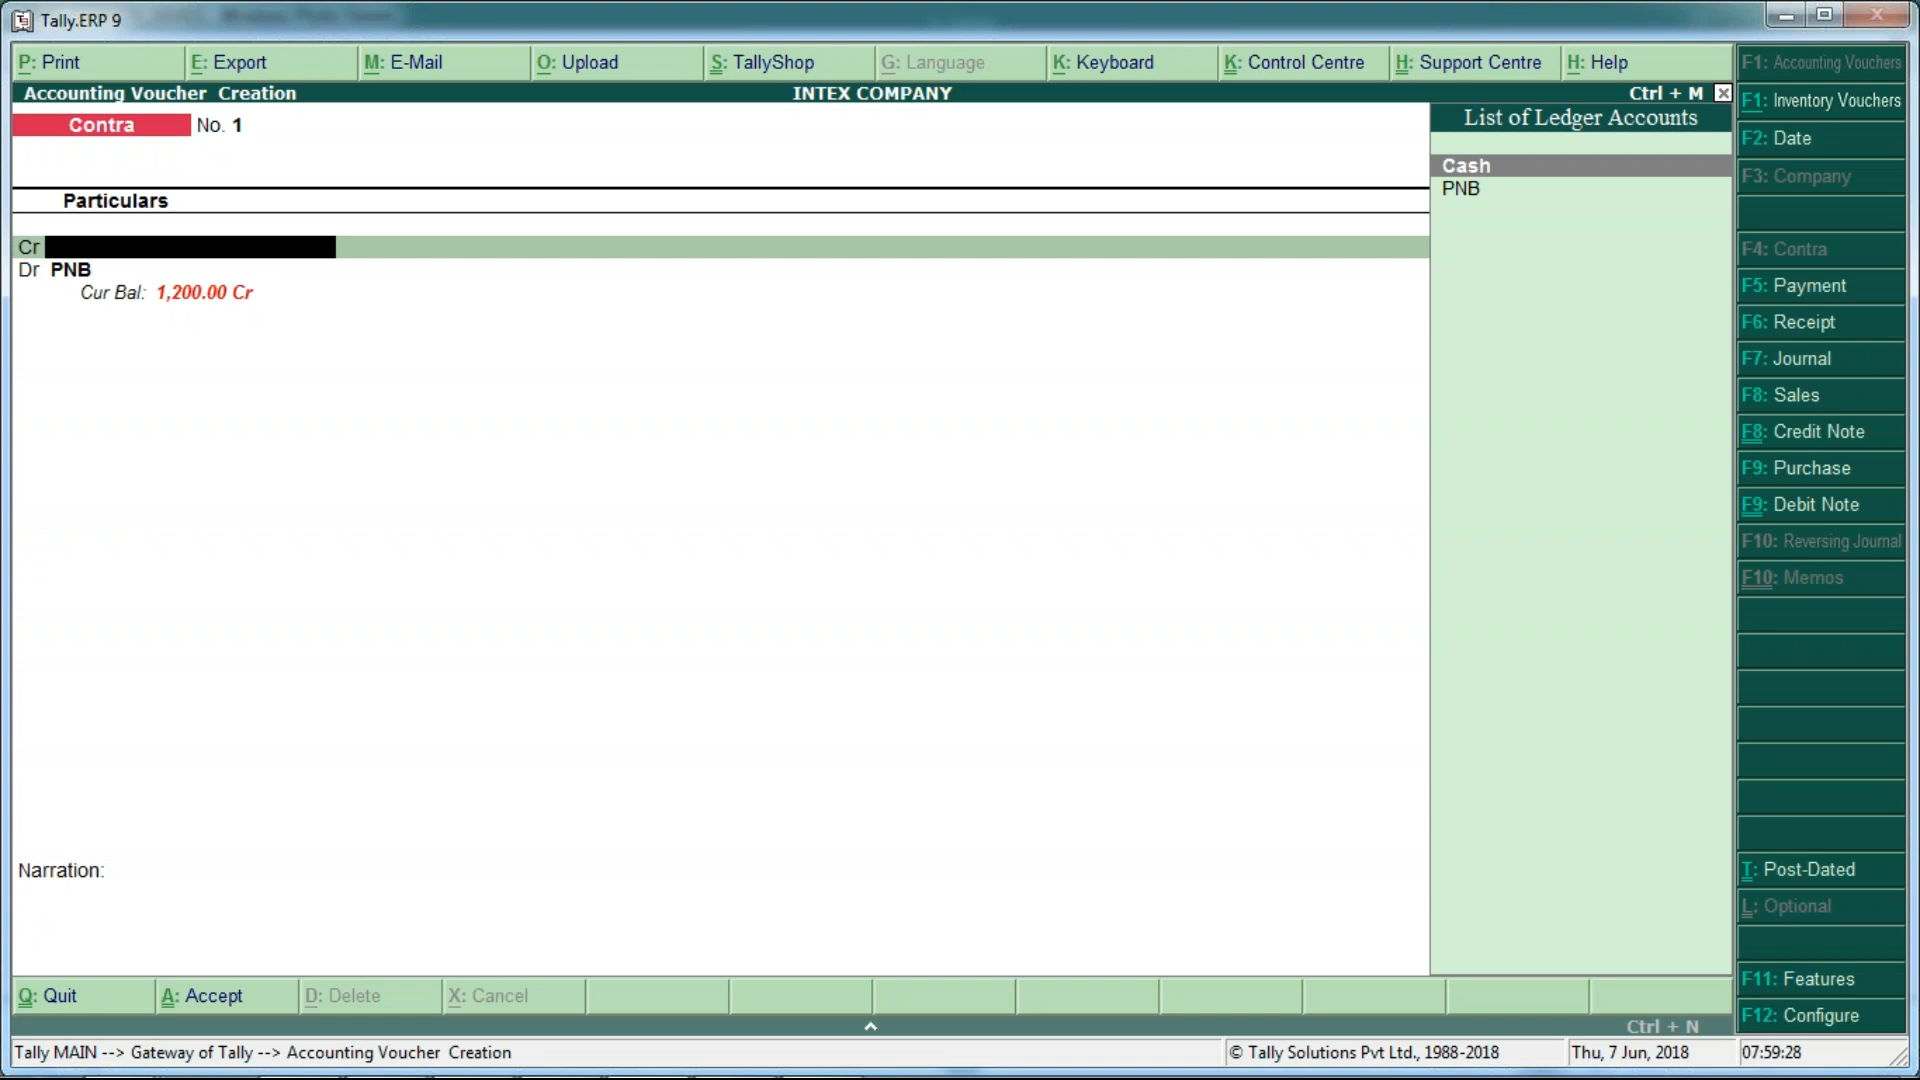 Tally.ERP 9
P: Print E: Export M: E-Mail O: Upload S: TallyShop G: Language K: Keyboard K: Control Centre H: Support Centre H: Help
Accounting Voucher Creation INTEX COMPANY Ctrl + M
Contra No. 1
Particulars
Cr
Dr PNB
Cur Bal: 1,200.00 Cr
Narration:
List of Ledger Accounts
Cash
PNB
F1: Accounting Vouchers
F1: Inventory Vouchers
F2: Date
F3: Company
F4: Contra
F5: Payment
F6: Receipt
F7: Journal
F8: Sales
F8: Credit Note
F9: Purchase
F9: Debit Note
F10: Reversing Journal
F10: Memos
T: Post-Dated
L: Optional
F11: Features
F12: Configure
Q: Quit A: Accept D: Delete X: Cancel
Ctrl + N
Tally MAIN --> Gateway of Tally --> Accounting Voucher Creation © Tally Solutions Pvt Ltd., 1988-2018 Thu, 7 Jun, 2018 07:59:28